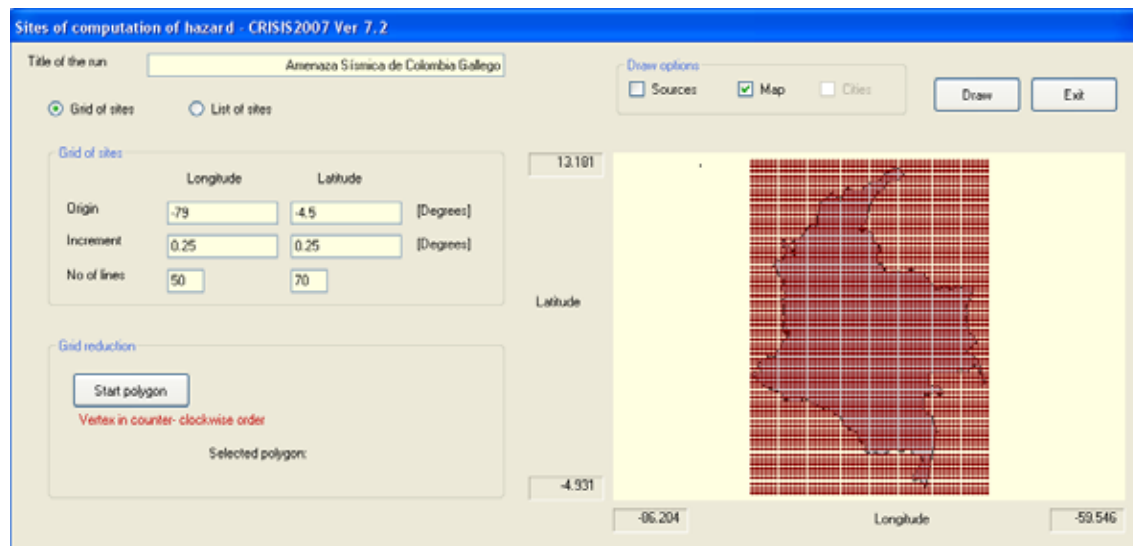 Sites of computation of hazard - CRISIS2007 Ver 7.2
Title of the run Amenaza Sísmica de Colombia Gallego
Grid of sites List of sites
Draw options
Sources Map Cities
Draw Exit
Grid of sites
Longitude Latitude
Origin -79 -4.5 [Degrees]
Increment 0.25 0.25 [Degrees]
No of lines 50 70
Grid reduction
Start polygon
Vertex in counter- clockwise order
Selected polygon:
13.181
Latitude
-4.931
-86.204 Longitude -59.546